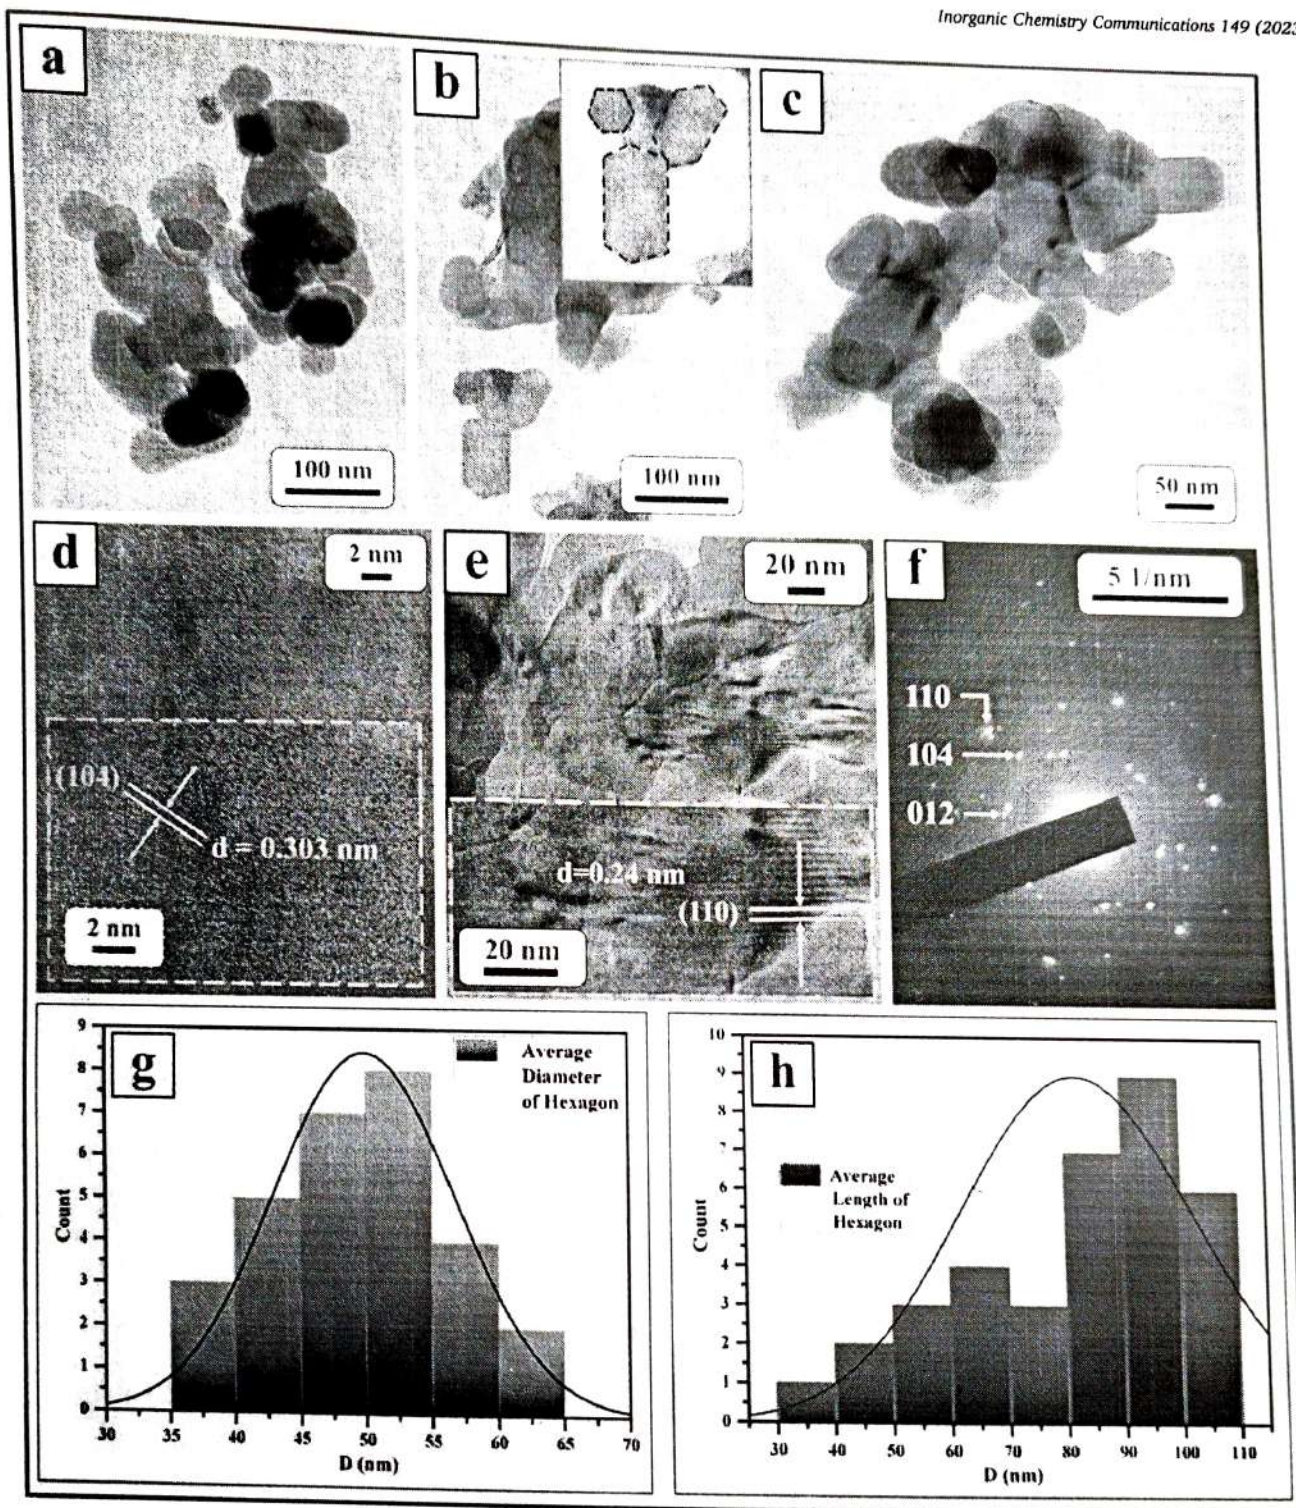 Inorganic Chemistry Communications 149 (2023
a
100 nm
b
100 nm
c
50 nm
d
2 nm
(104)
d = 0.303 nm
2 nm
e
20 nm
d=0.24 nm
(110)
20 nm
f
5 1/nm
110
104
012
g
Average
Diameter
of Hexagon
Count
9
8
7
6
5
4
3
2
1
0
30 35 40 45 50 55 60 65 70
D (nm)
h
Average
Length of
Hexagon
Count
10
9
8
7
6
5
4
3
2
1
0
30 40 50 60 70 80 90 100 110
D (nm)